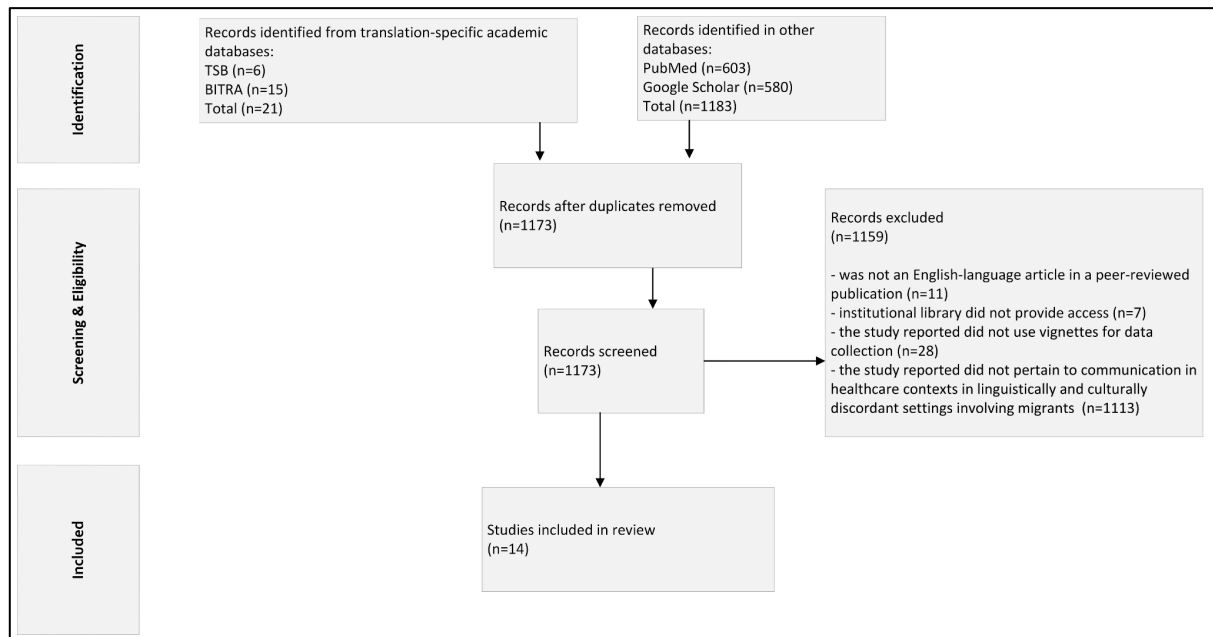 Identification
Records identified from translation-specific academic
databases:
TSB (n=6)
BITRA (n=15)
Total (n=21)
Records identified in other
databases:
PubMed (n=603)
Google Scholar (n=580)
Total (n=1183)
Screening & Eligibility
Records after duplicates removed
(n=1173)
Records screened
(n=1173)
Records excluded
(n=1159)
- was not an English-language article in a peer-reviewed
publication (n=11)
- institutional library did not provide access (n=7)
- the study reported did not use vignettes for data
collection (n=28)
- the study reported did not pertain to communication in
healthcare contexts in linguistically and culturally
discordant settings involving migrants (n=1113)
Included
Studies included in review
(n=14)